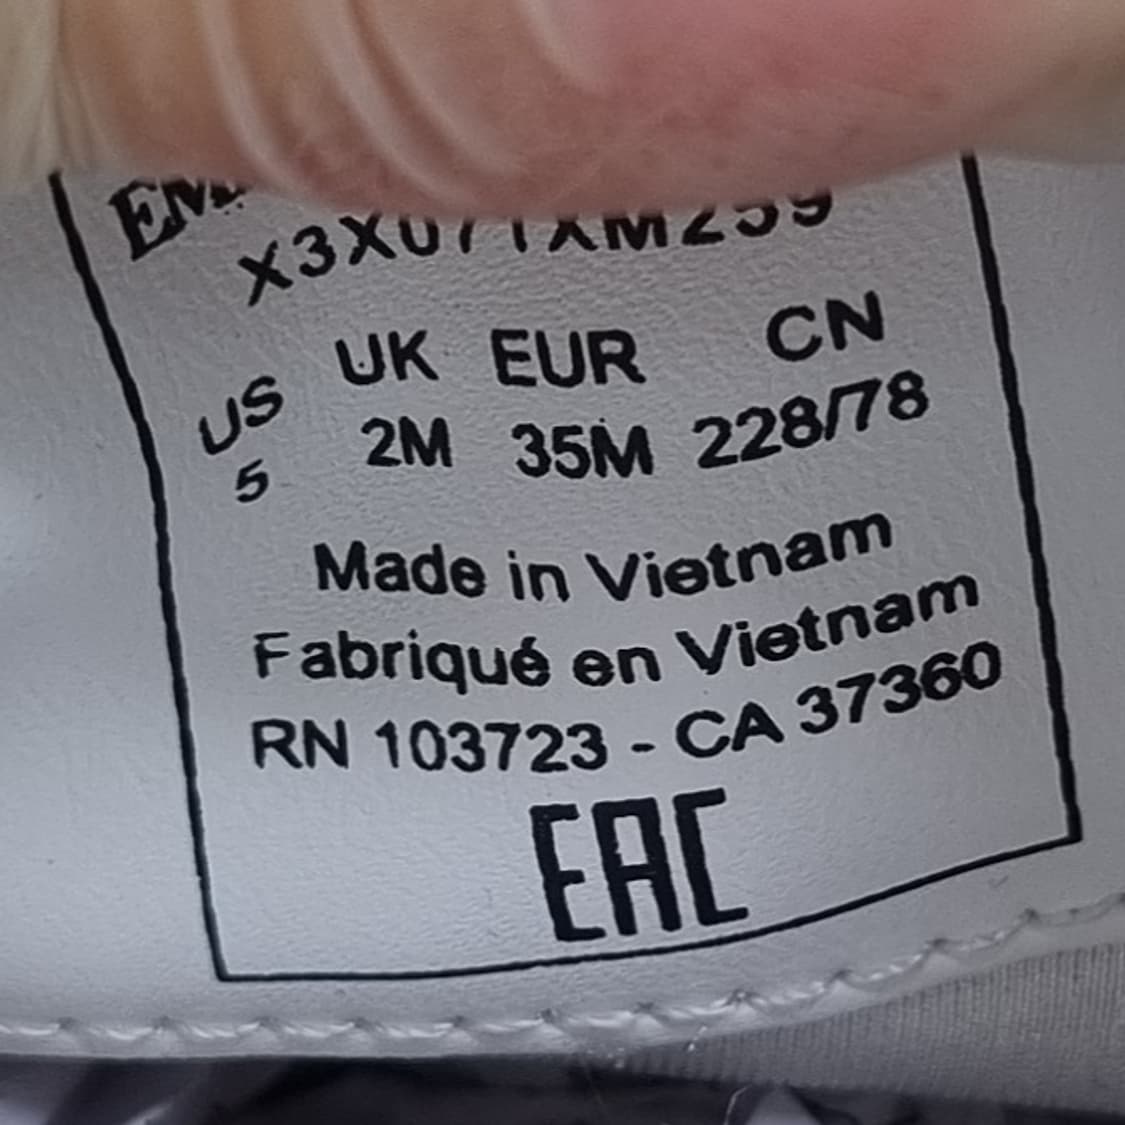 X3X071XM259
US UK EUR CN
5 2M 35M 228/78
Made in Vietnam
Fabriqué en Vietnam
RN 103723 - CA 37360
EAC